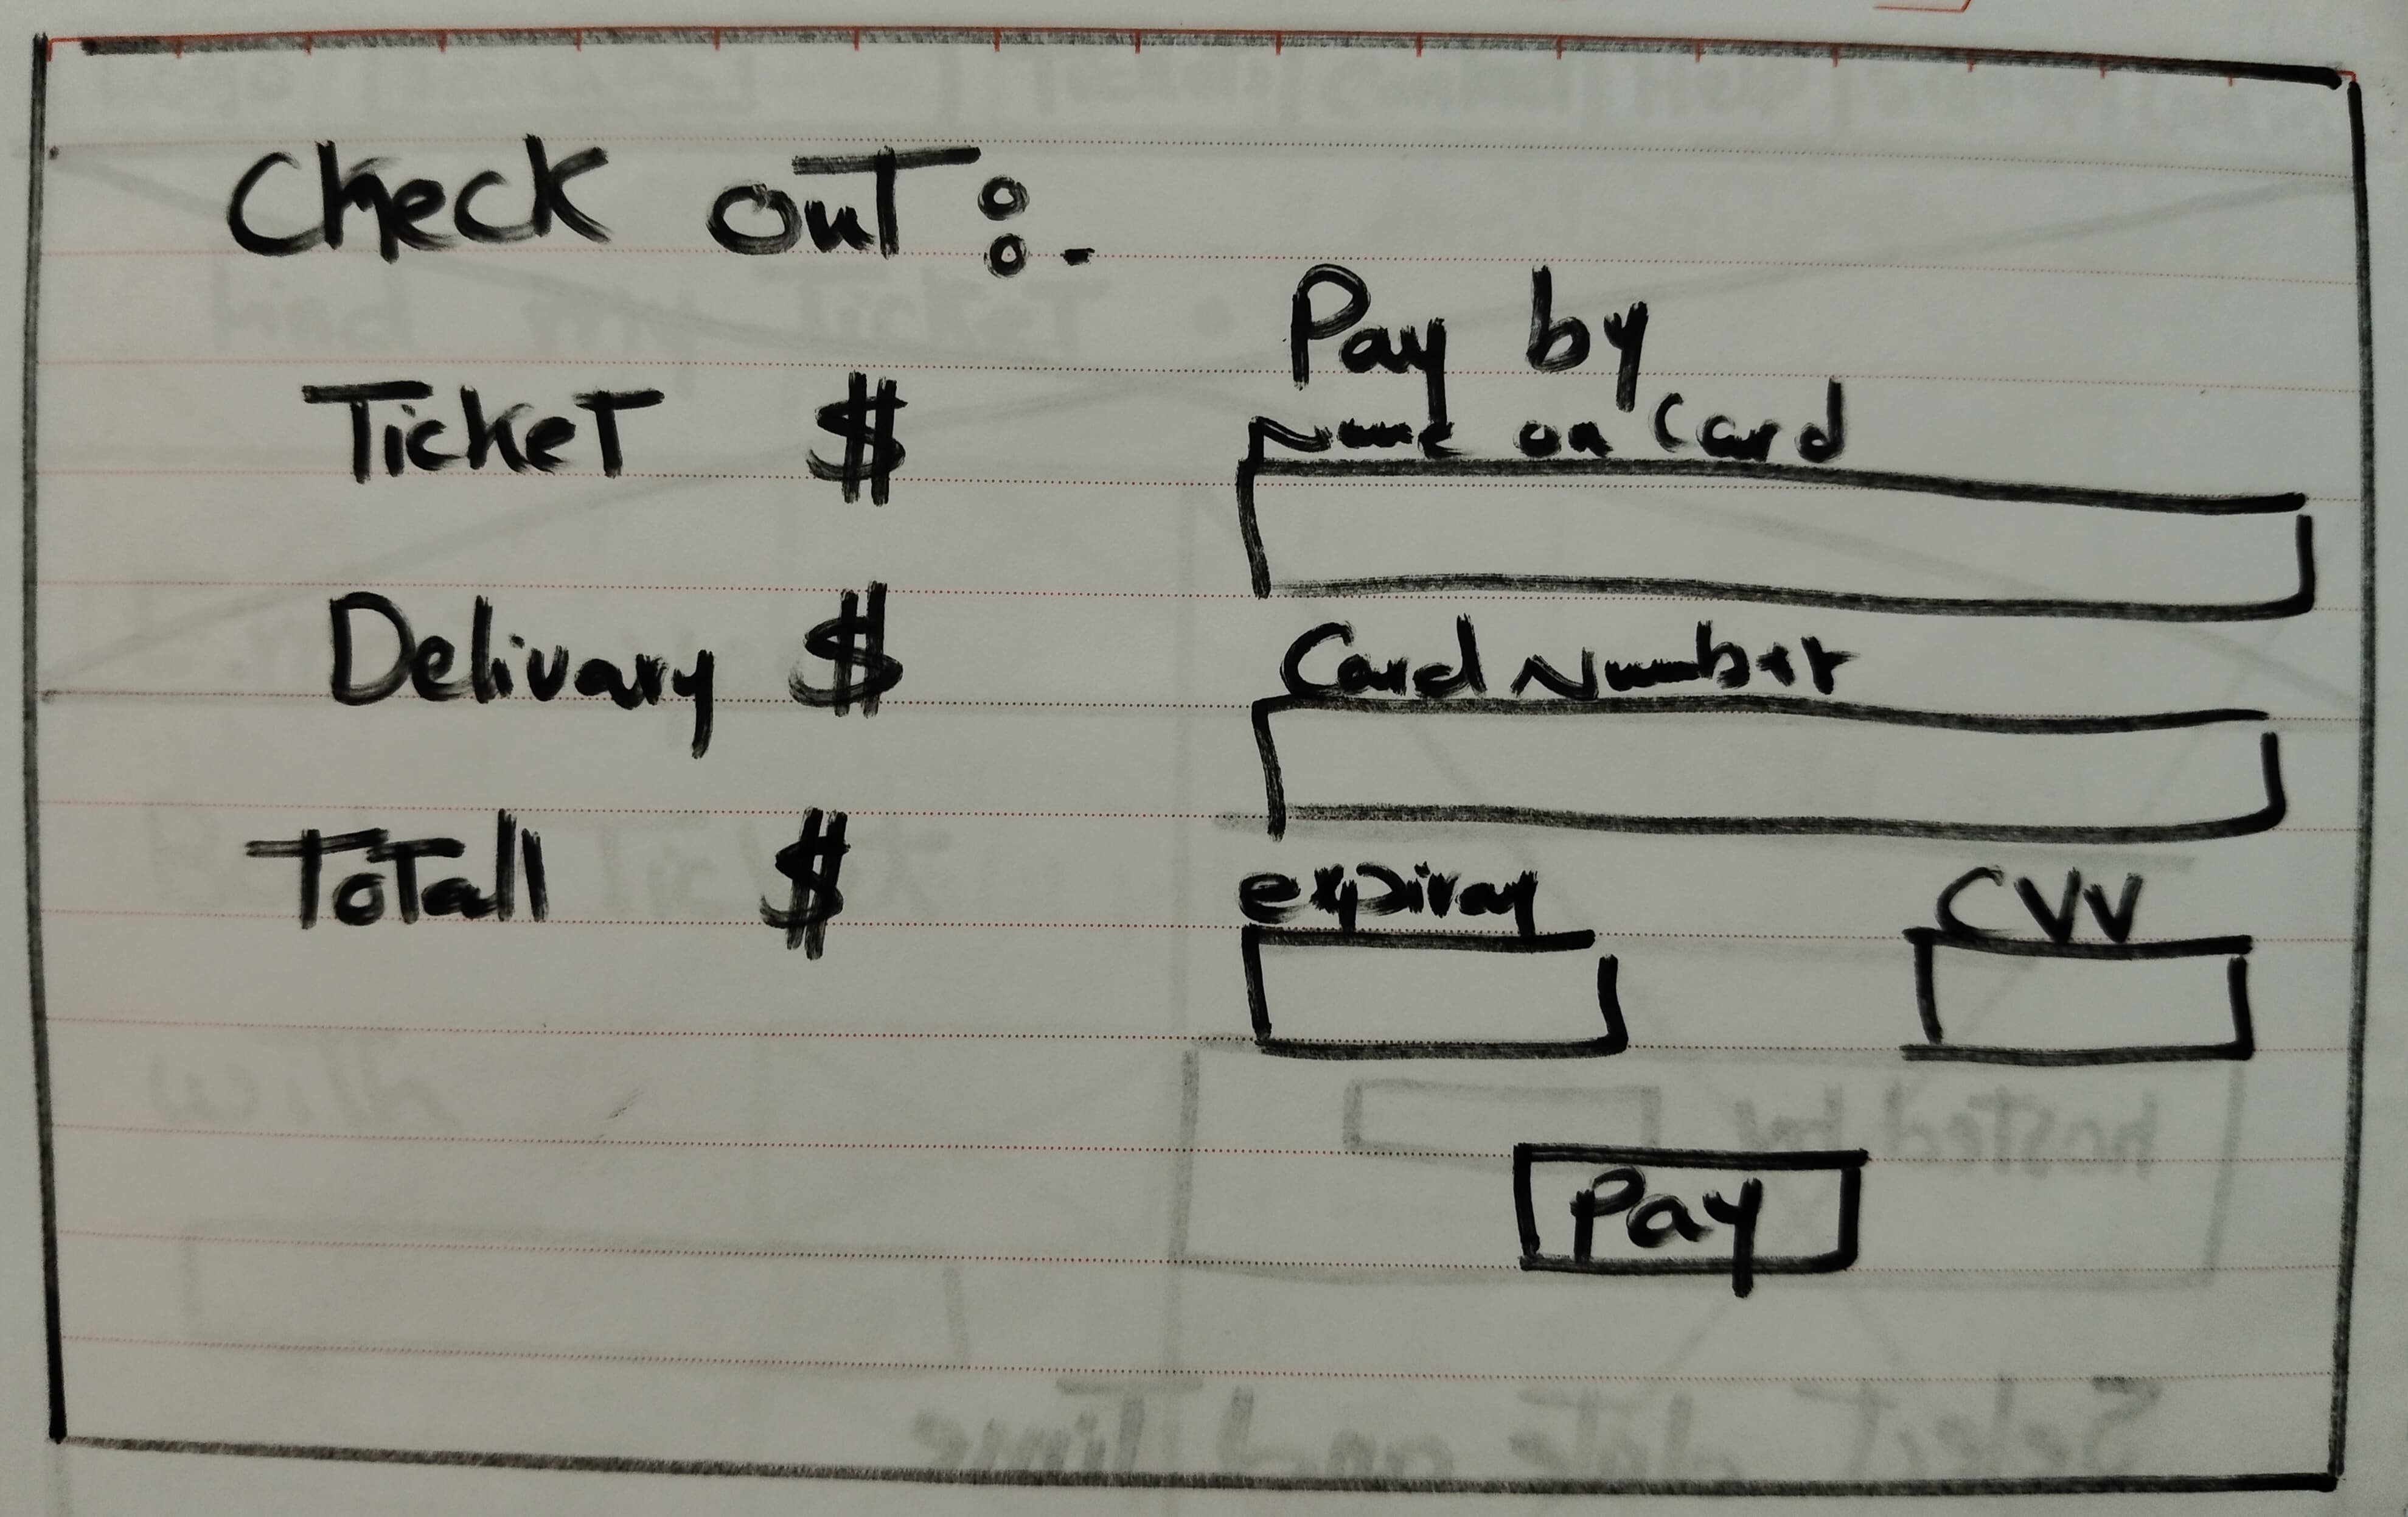 Check out :-
Ticket $
Delivary $
Totall $
Pay by
Name on Card
Card Number
expiray
CVV
Pay